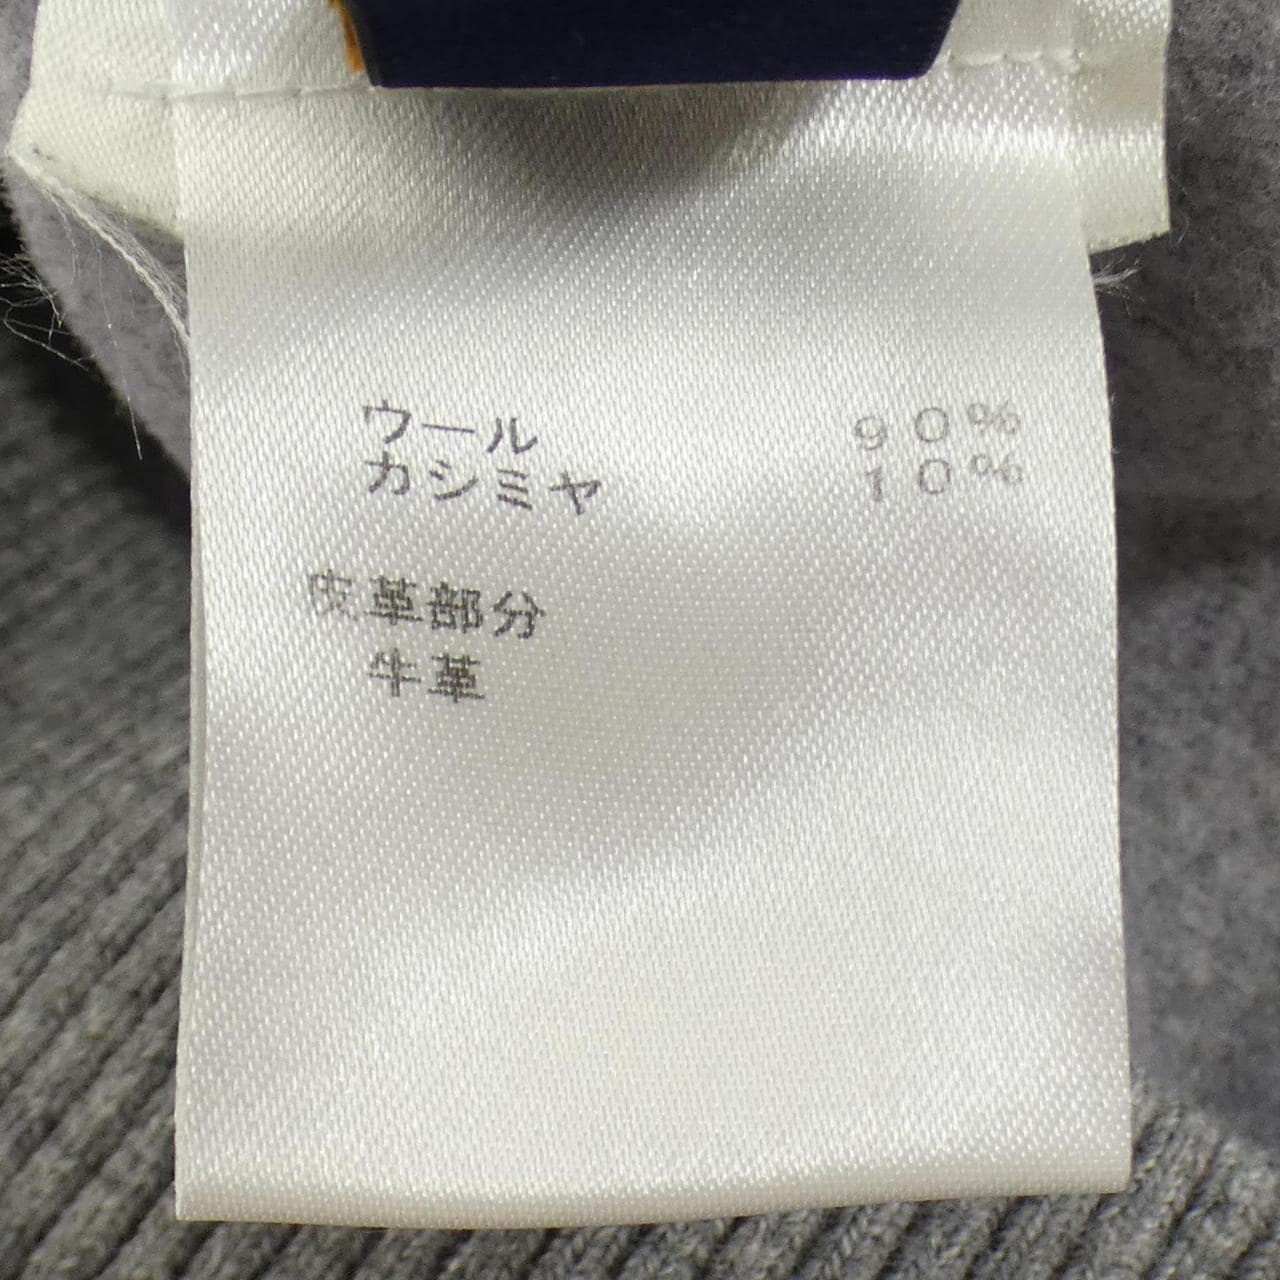 ウール 90%
カシミヤ 10%
皮革部分
牛革